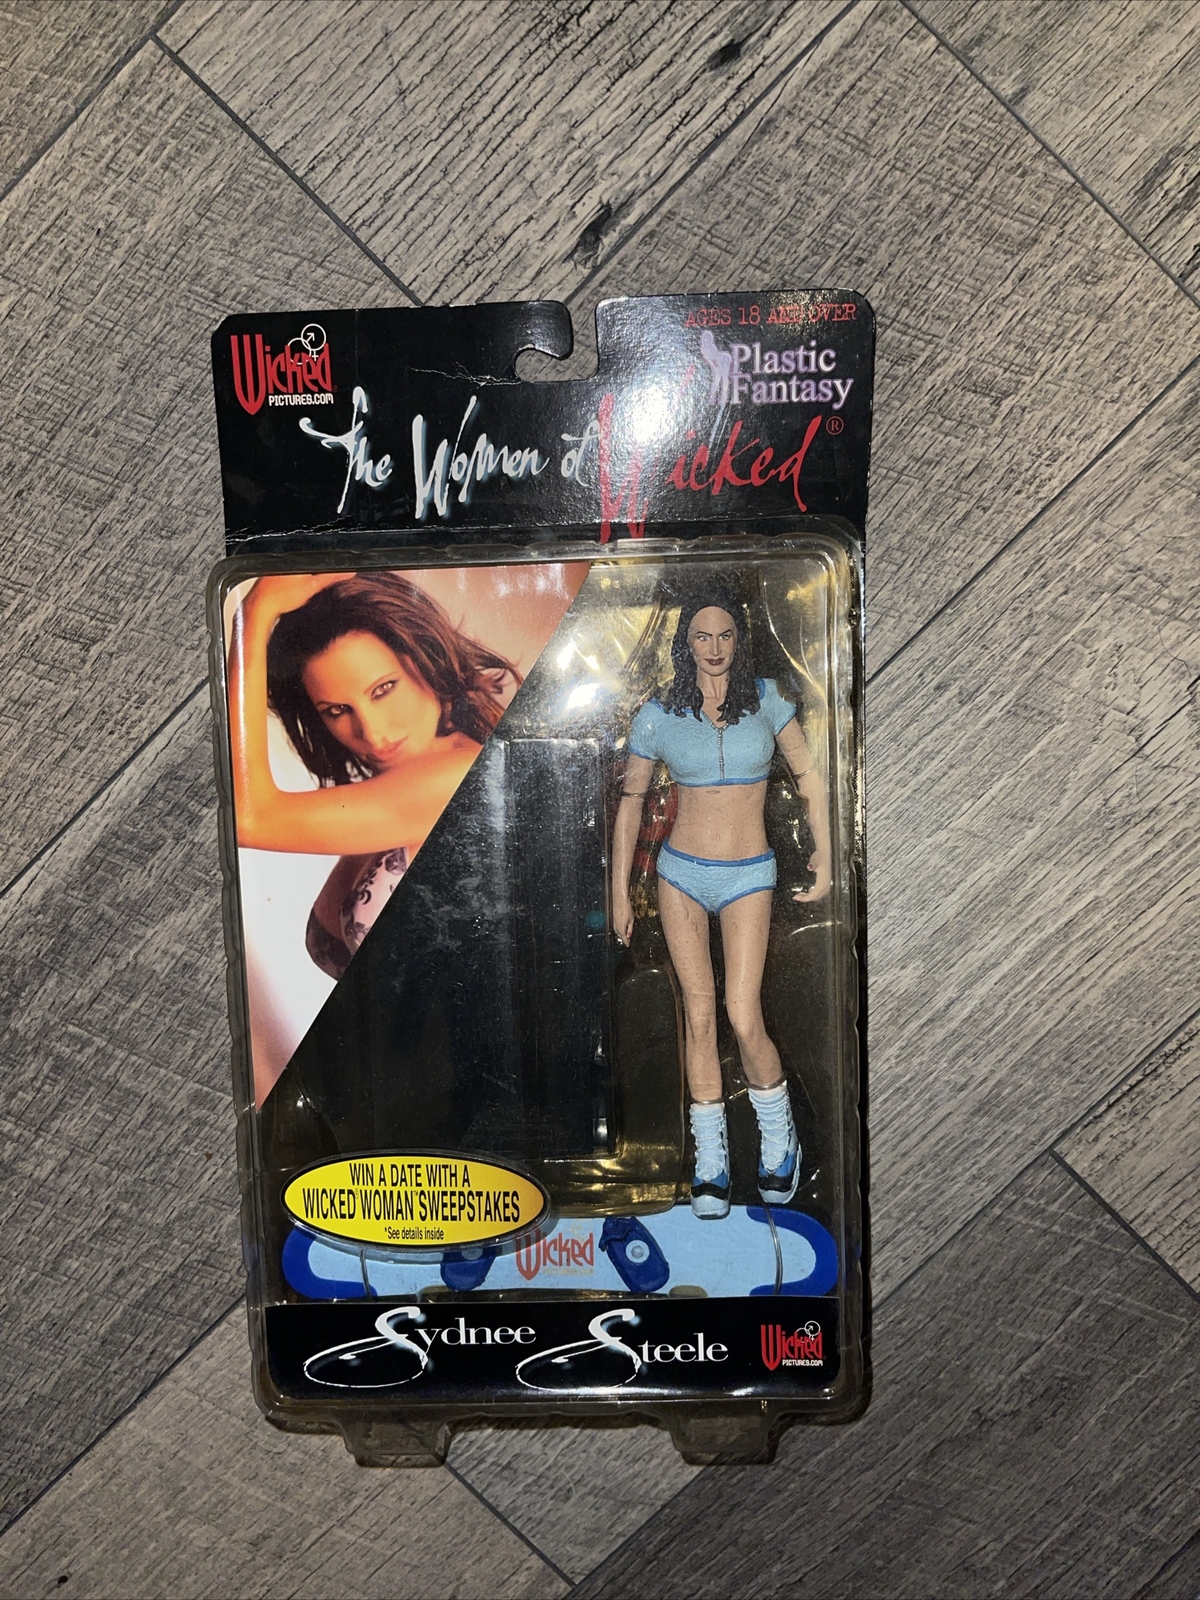 AGES 18 AND OVER
Wicked
PICTURES.COM
Plastic
Fantasy
The Women of Wicked®
WIN A DATE WITH A
WICKED WOMAN™ SWEEPSTAKES
*See details inside
Wicked
Sydnee Steele
Wicked
PICTURES.COM